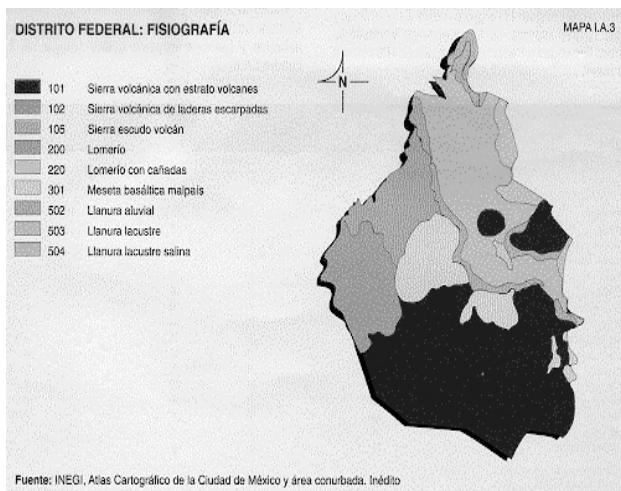 DISTRITO FEDERAL: FISIOGRAFÍA
MAPA I.A.3
N
101 Sierra volcánica con estrato volcanes
102 Sierra volcánica de laderas escarpadas
105 Sierra escudo volcán
200 Lomerío
220 Lomerío con cañadas
301 Meseta basáltica malpaís
502 Llanura aluvial
503 Llanura lacustre
504 Llanura lacustre salina
Fuente: INEGI, Atlas Cartográfico de la Ciudad de México y área conurbada. Inédito